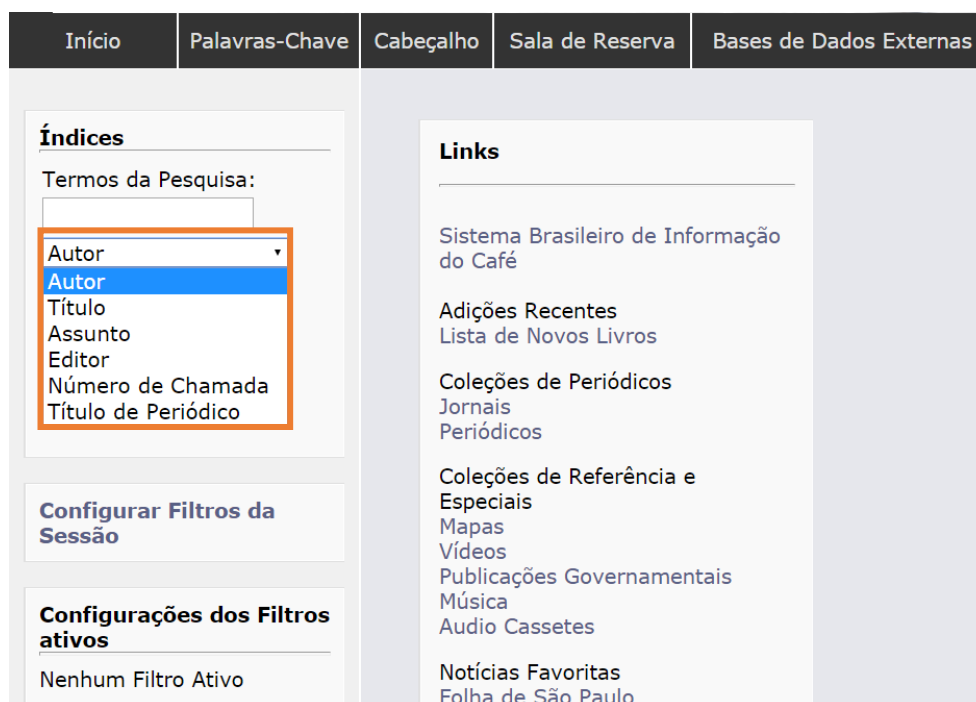 Início Palavras-Chave Cabeçalho Sala de Reserva Bases de Dados Externas
Índices
Termos da Pesquisa:
Autor
Autor
Título
Assunto
Editor
Número de Chamada
Título de Periódico
Configurar Filtros da
Sessão
Configurações dos Filtros
ativos
Nenhum Filtro Ativo
Links
Sistema Brasileiro de Informação
do Café
Adições Recentes
Lista de Novos Livros
Coleções de Periódicos
Jornais
Periódicos
Coleções de Referência e
Especiais
Mapas
Vídeos
Publicações Governamentais
Música
Audio Cassetes
Notícias Favoritas
Folha de São Paulo